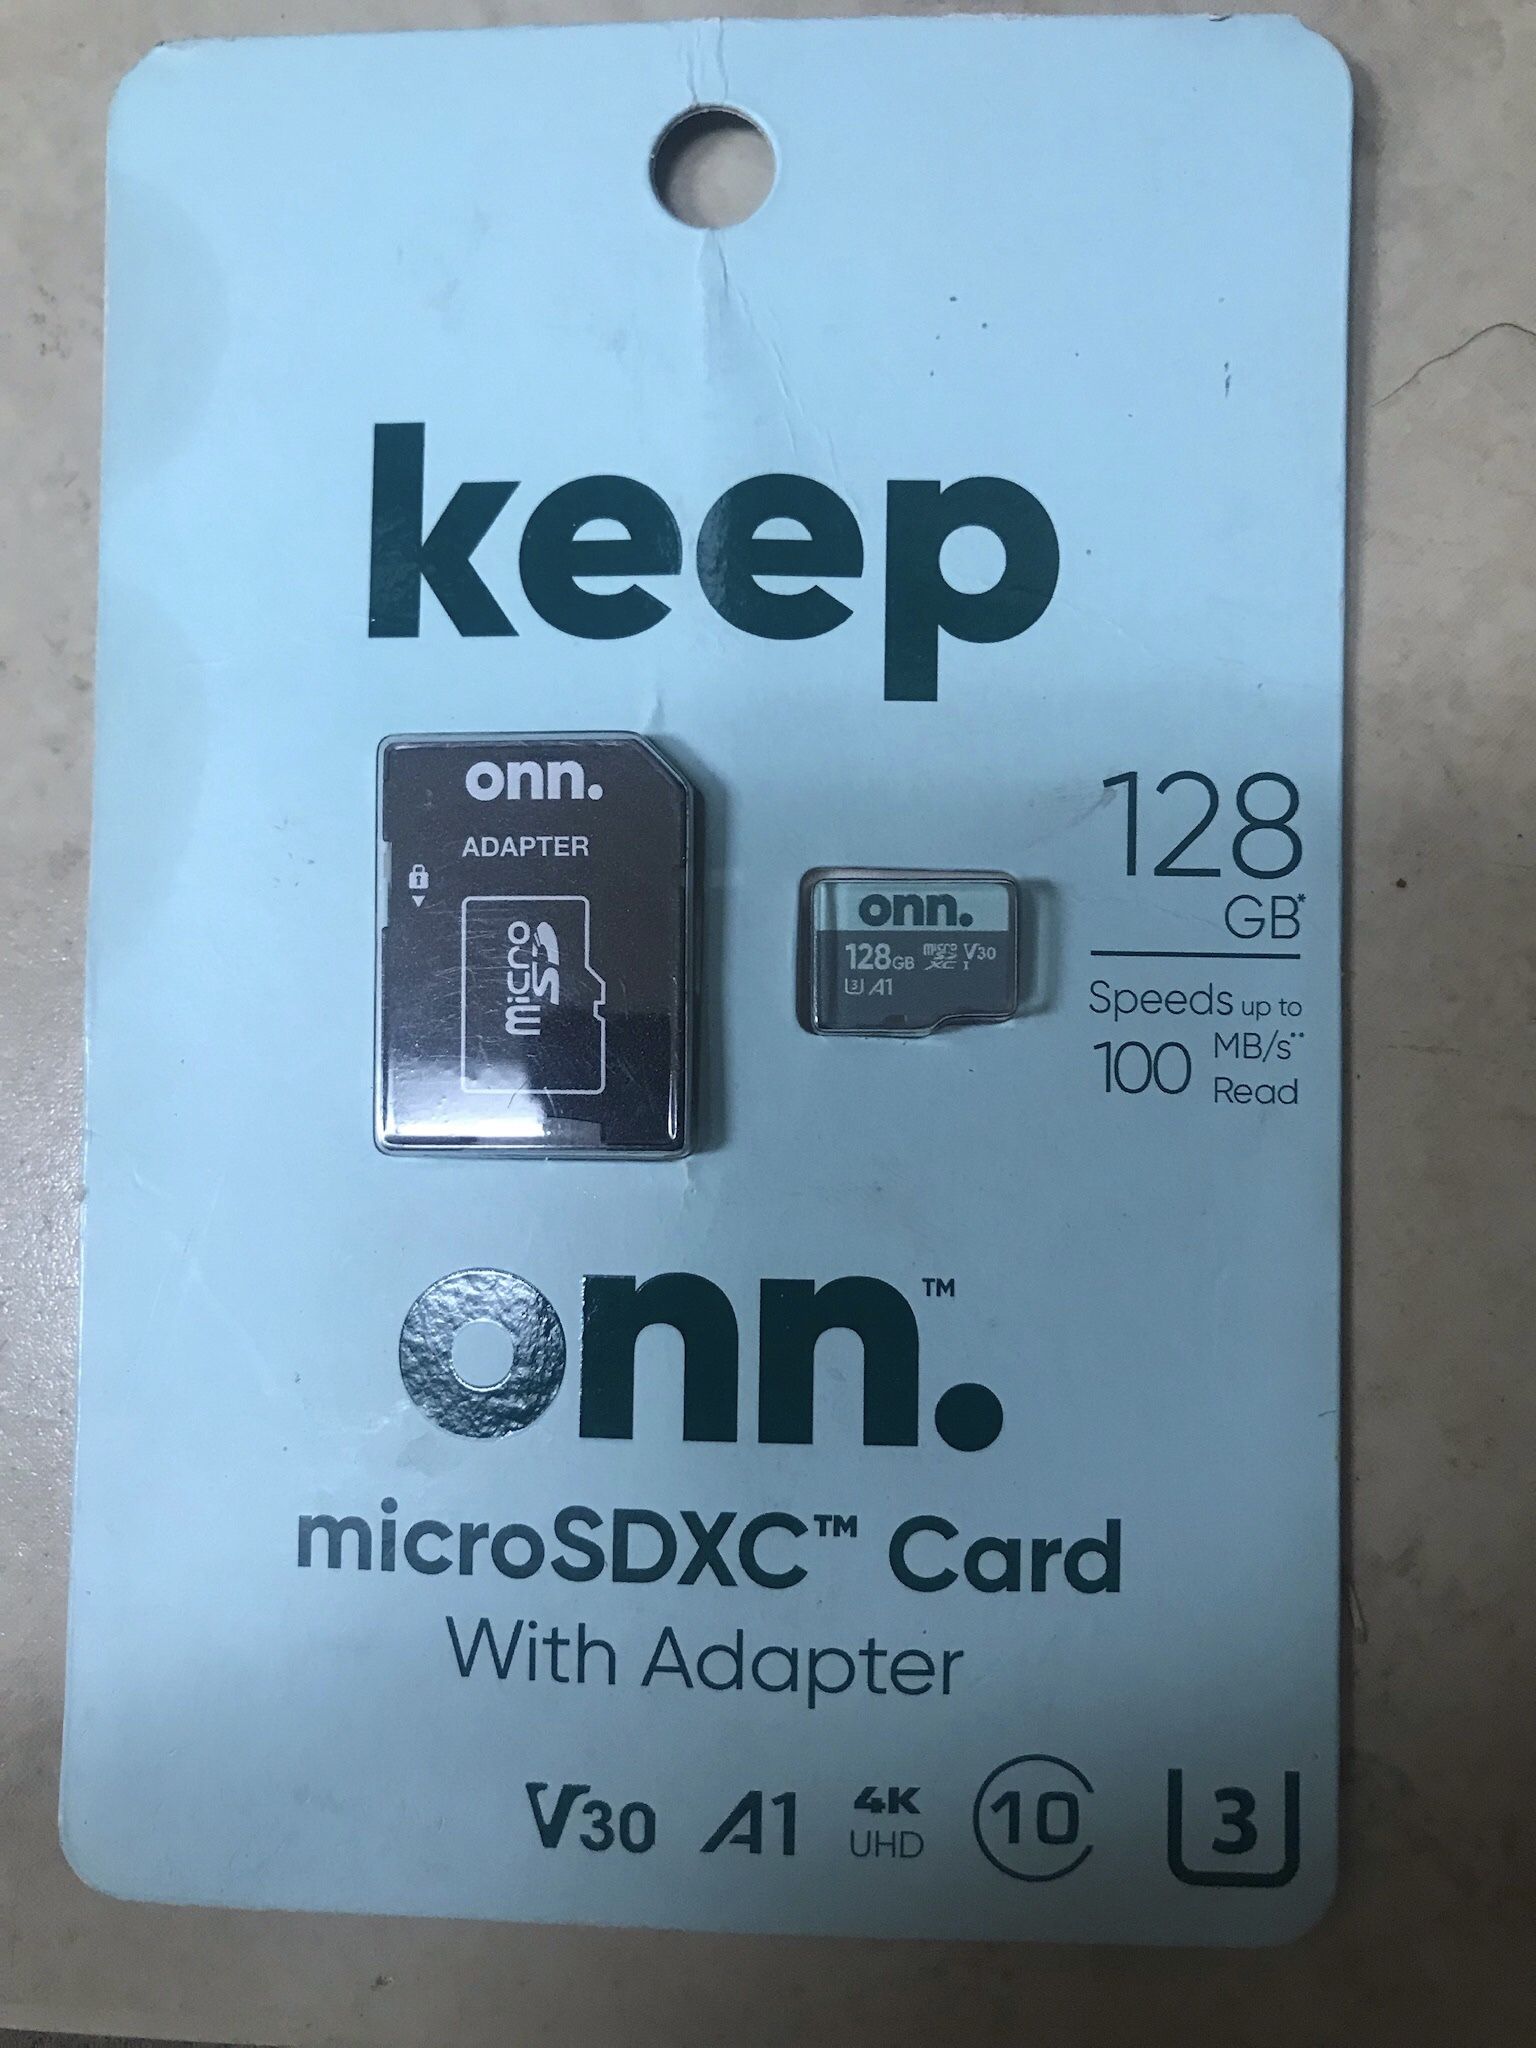 keep
onn.
ADAPTER
micro
SD
onn.
128GB micro SD XC I V30
U3 A1
128
GB*
Speeds up to
100 MB/s**
Read
onn.™
microSDXC™ Card
With Adapter
V30 A1 4K UHD 10 3